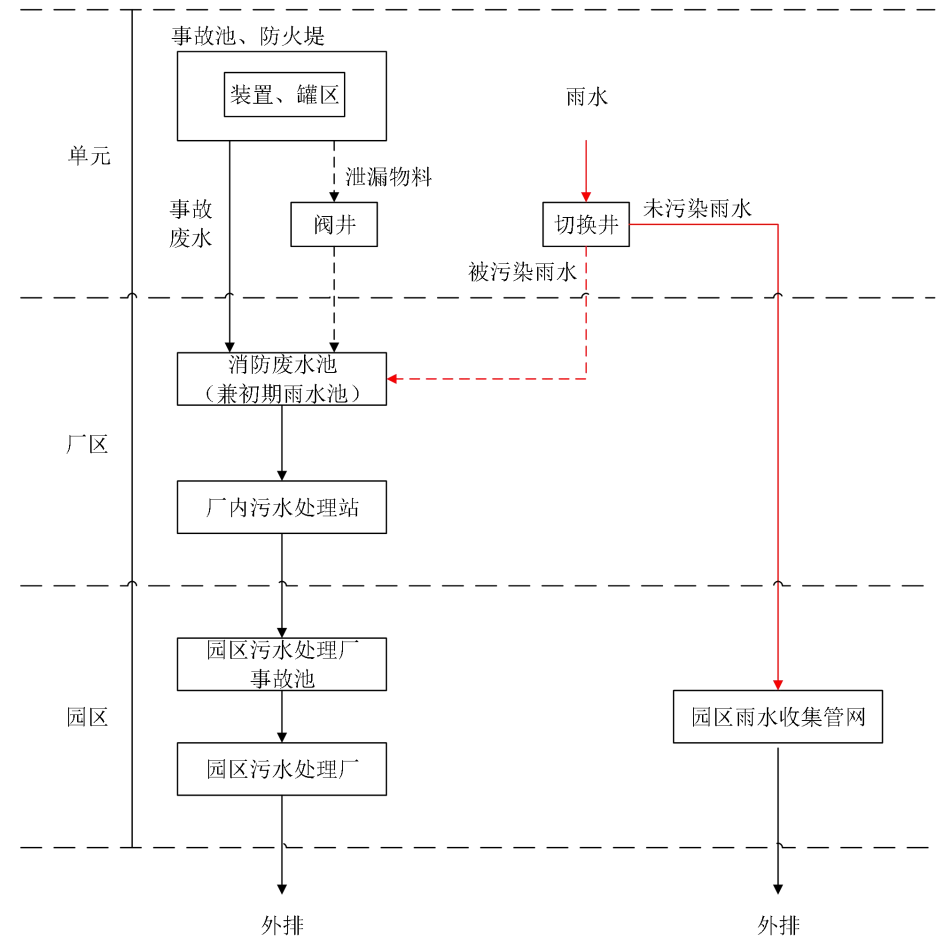 事故池、防火堤
装置、罐区
雨水
单元
泄漏物料
事故
废水
阀井
切换井
未污染雨水
被污染雨水
消防废水池
（兼初期雨水池）
厂区
厂内污水处理站
园区污水处理厂
事故池
园区
园区雨水收集管网
园区污水处理厂
外排
外排